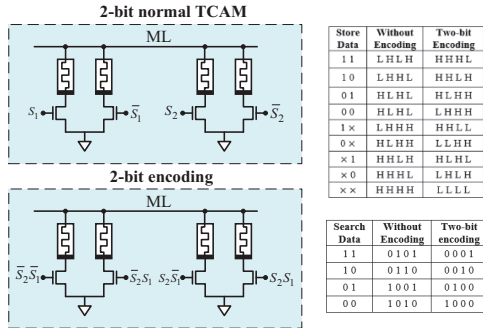 2-bit normal TCAM
ML
S₁ S̅₁ S₂ S̅₂
2-bit encoding
ML
S̅₂S̅₁ S̅₂S₁ S₂S̅₁ S₂S₁
Store Without Two-bit
Data Encoding Encoding
1 1 L H L H H H H L
1 0 L H H L H H L H
0 1 H L H L H L H H
0 0 H L H L L H H H
1 × L H H H H H L L
0 × H L H H L L H H
× 1 H H L H H L H L
× 0 H H H L L H L H
× × H H H H L L L L
Search Without Two-bit
Data Encoding encoding
1 1 0 1 0 1 0 0 0 1
1 0 0 1 1 0 0 0 1 0
0 1 1 0 0 1 0 1 0 0
0 0 1 0 1 0 1 0 0 0